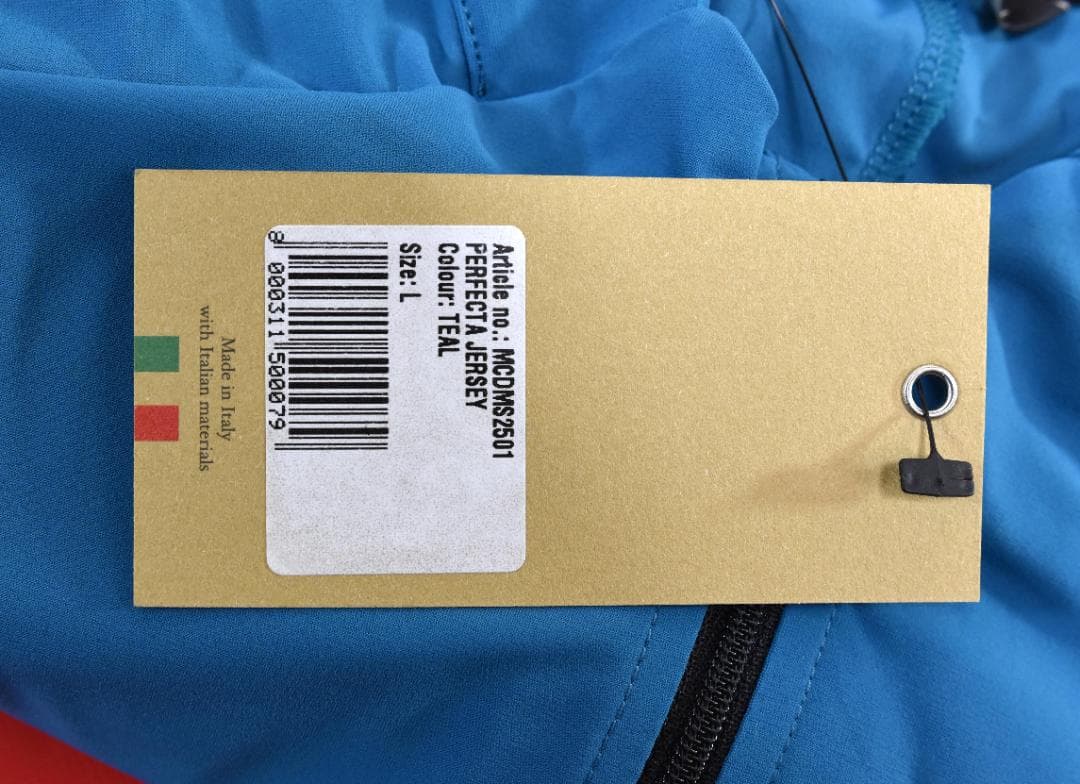 Article no.: MCDMS2501
PERFECTA JERSEY
Colour: TEAL
Size: L
8 000311 500079
Made in Italy
with Italian materials